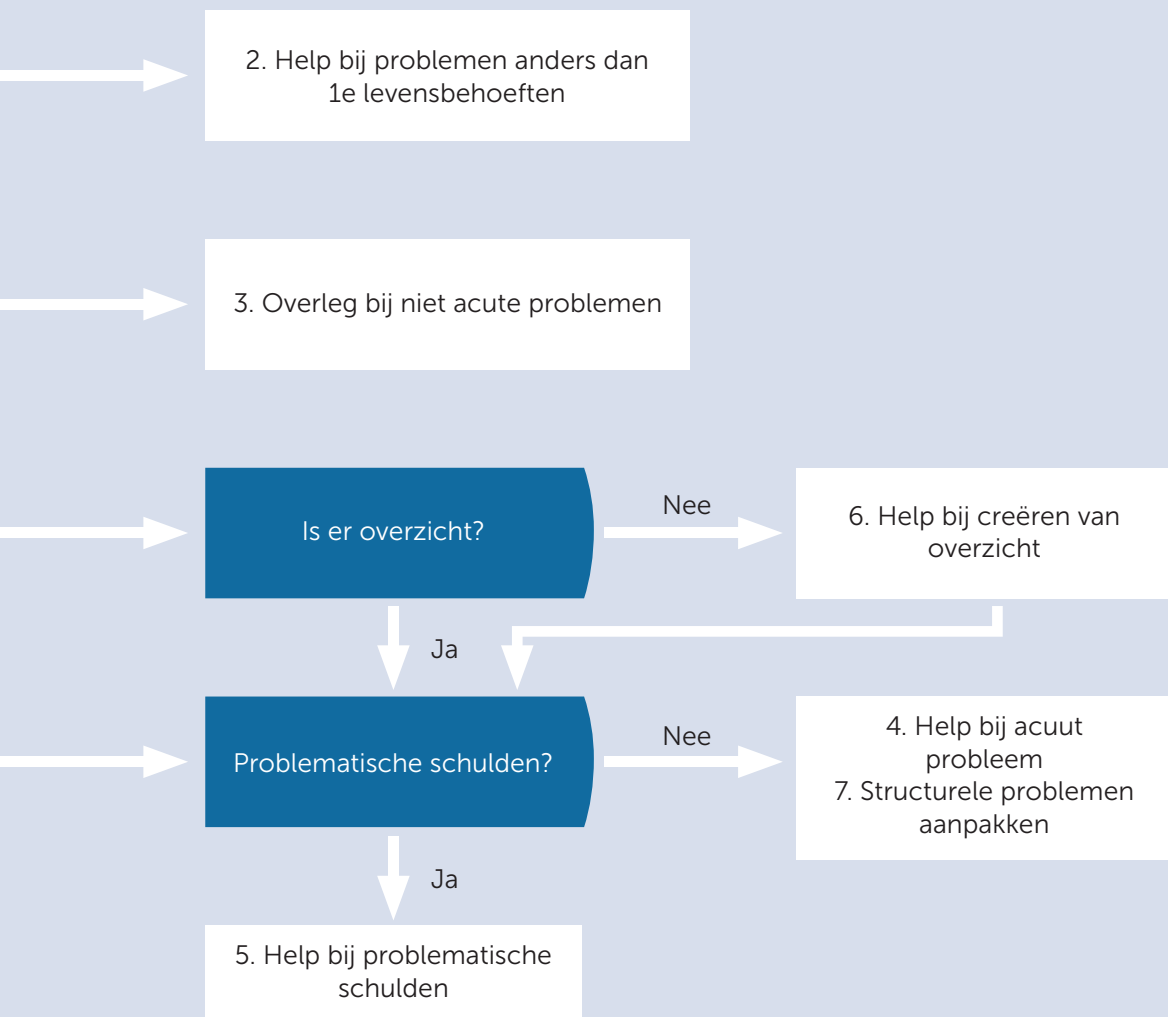 2. Help bij problemen anders dan
1e levensbehoeften
3. Overleg bij niet acute problemen
Is er overzicht?
Nee
6. Help bij creëren van
overzicht
Ja
Problematische schulden?
Nee
4. Help bij acuut
probleem
7. Structurele problemen
aanpakken
Ja
5. Help bij problematische
schulden